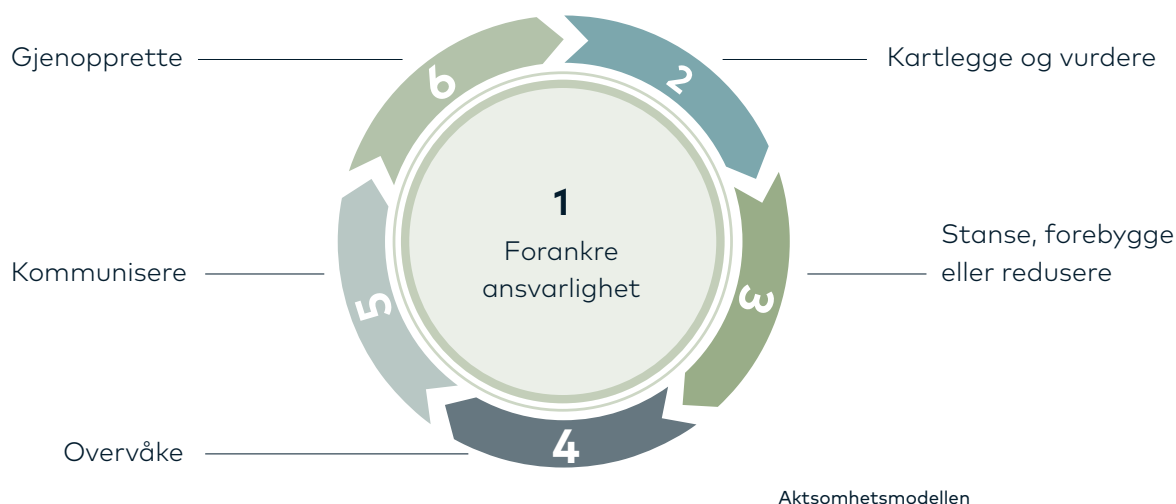 1
Forankre
ansvarlighet
2
Kartlegge og vurdere
3
Stanse, forebygge
eller redusere
4
Overvåke
5
Kommunisere
6
Gjenopprette
Aktsomhetsmodellen